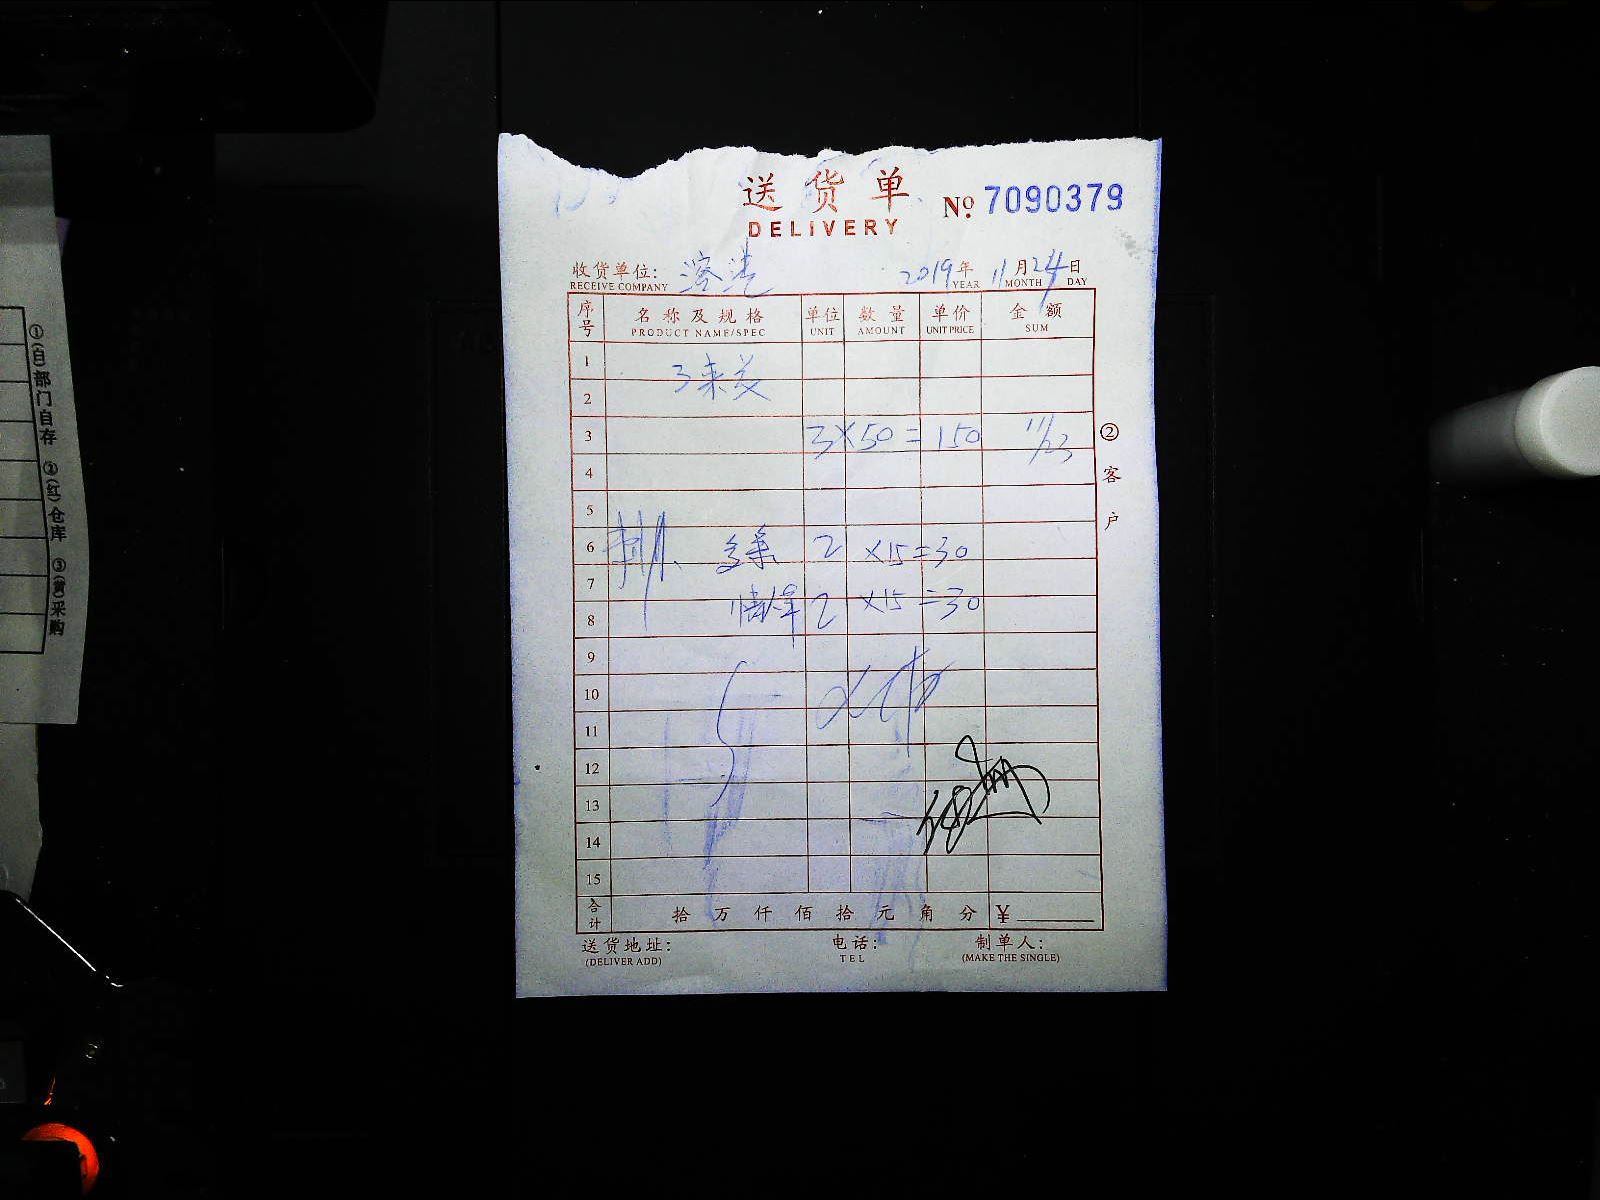 送货单
DELIVERY
No. 7090379
收货单位:
2019年 11月24日
RECEIVE COMPANY YEAR MONTH DAY
序号 名称及规格 单位 数量 单价 金额
PRODUCT NAME/SPEC UNIT AMOUNT UNIT PRICE SUM
1
2
3 3×50=150 11/23
4
5
6 2 ×15=30
7
8 2 ×15=30
9
10
11
12
13
14
15
合计 拾 万 仟 佰 拾 元 角 分 ¥
送货地址: 电话: 制单人:
(DELIVER ADD) TEL (MAKE THE SINGLE)
②客户
①(白)部门自存 ②(红)仓库 ③(黄)采购